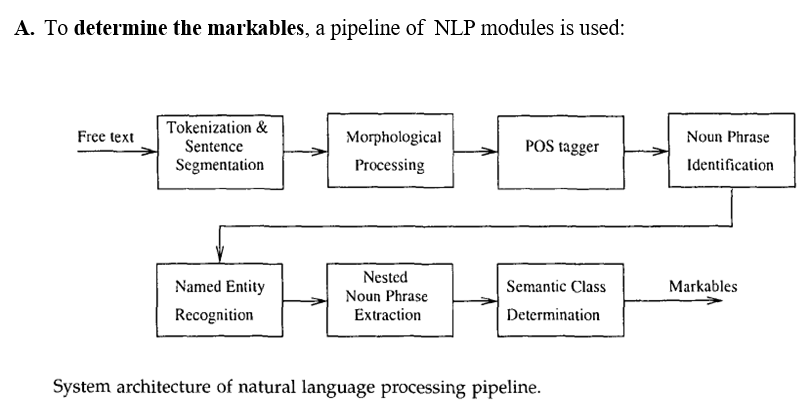 A. To determine the markables, a pipeline of NLP modules is used:
Free text
Tokenization &
Sentence
Segmentation
Morphological
Processing
POS tagger
Noun Phrase
Identification
Named Entity
Recognition
Nested
Noun Phrase
Extraction
Semantic Class
Determination
Markables
System architecture of natural language processing pipeline.